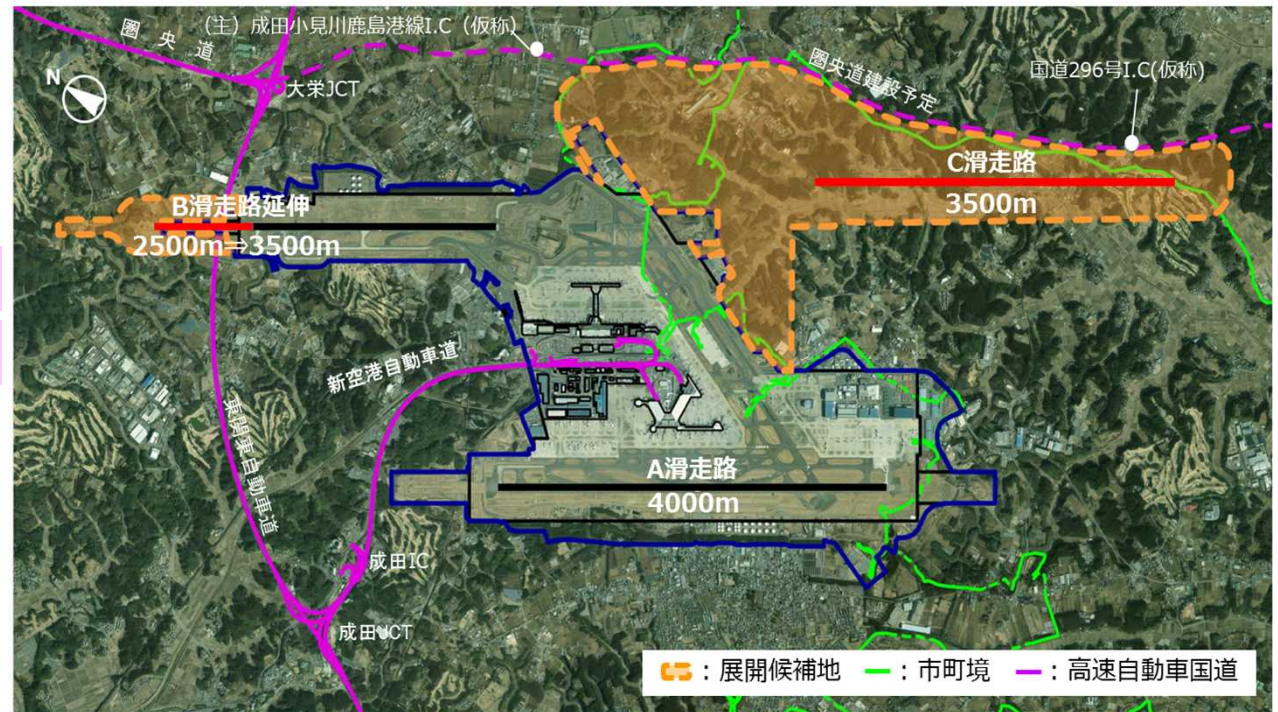 圏央道
(主)成田小見川鹿島港線I.C(仮称)
N
大栄JCT
圏央道建設予定
国道296号I.C(仮称)
C滑走路
3500m
B滑走路延伸
2500m⇒3500m
新空港自動車道
東関東自動車道
A滑走路
4000m
成田IC
成田JCT
:展開候補地 :市町境 :高速自動車国道